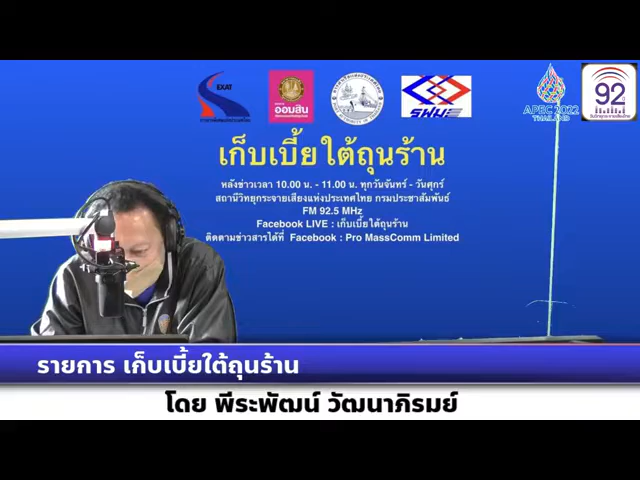 EXAT
ออมสิน
รฟม.
APEC 2022
THAILAND
92
เก็บเบี้ยใต้ถุนร้าน
หลังข่าวเวลา 10.00 น. - 11.00 น. ทุกวันจันทร์ - วันศุกร์
สถานีวิทยุกระจายเสียงแห่งประเทศไทย กรมประชาสัมพันธ์
FM 92.5 MHz
Facebook LIVE : เก็บเบี้ยใต้ถุนร้าน
ติดตามข่าวสารได้ที่ Facebook : Pro MassComm Limited
รายการ เก็บเบี้ยใต้ถุนร้าน
โดย พีระพัฒน์ วัฒนาภิรมย์